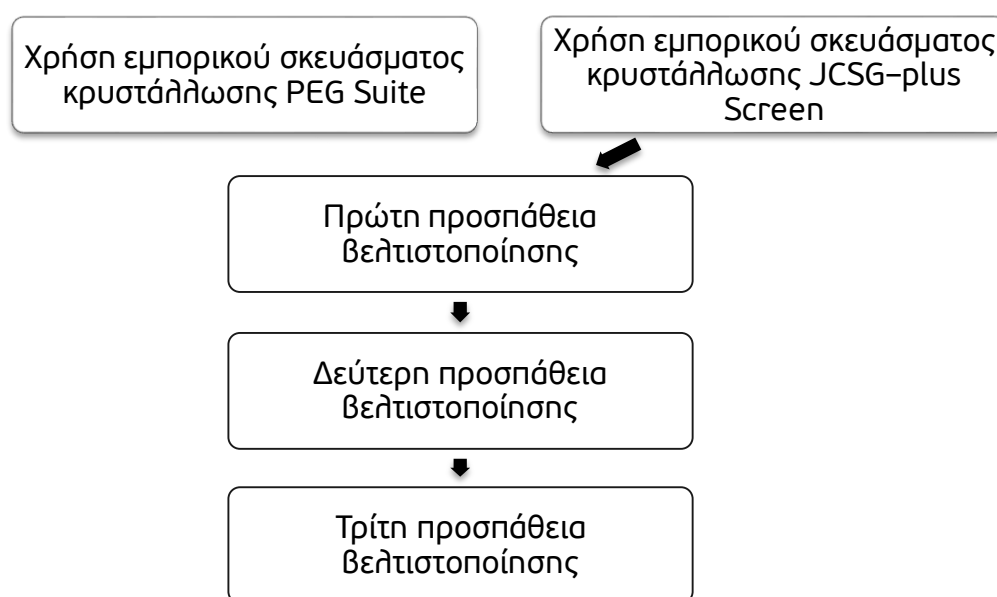 Χρήση εμπορικού σκευάσματος
κρυστάλλωσης PEG Suite
Χρήση εμπορικού σκευάσματος
κρυστάλλωσης JCSG–plus
Screen
Πρώτη προσπάθεια
βελτιστοποίησης
Δεύτερη προσπάθεια
βελτιστοποίησης
Τρίτη προσπάθεια
βελτιστοποίησης